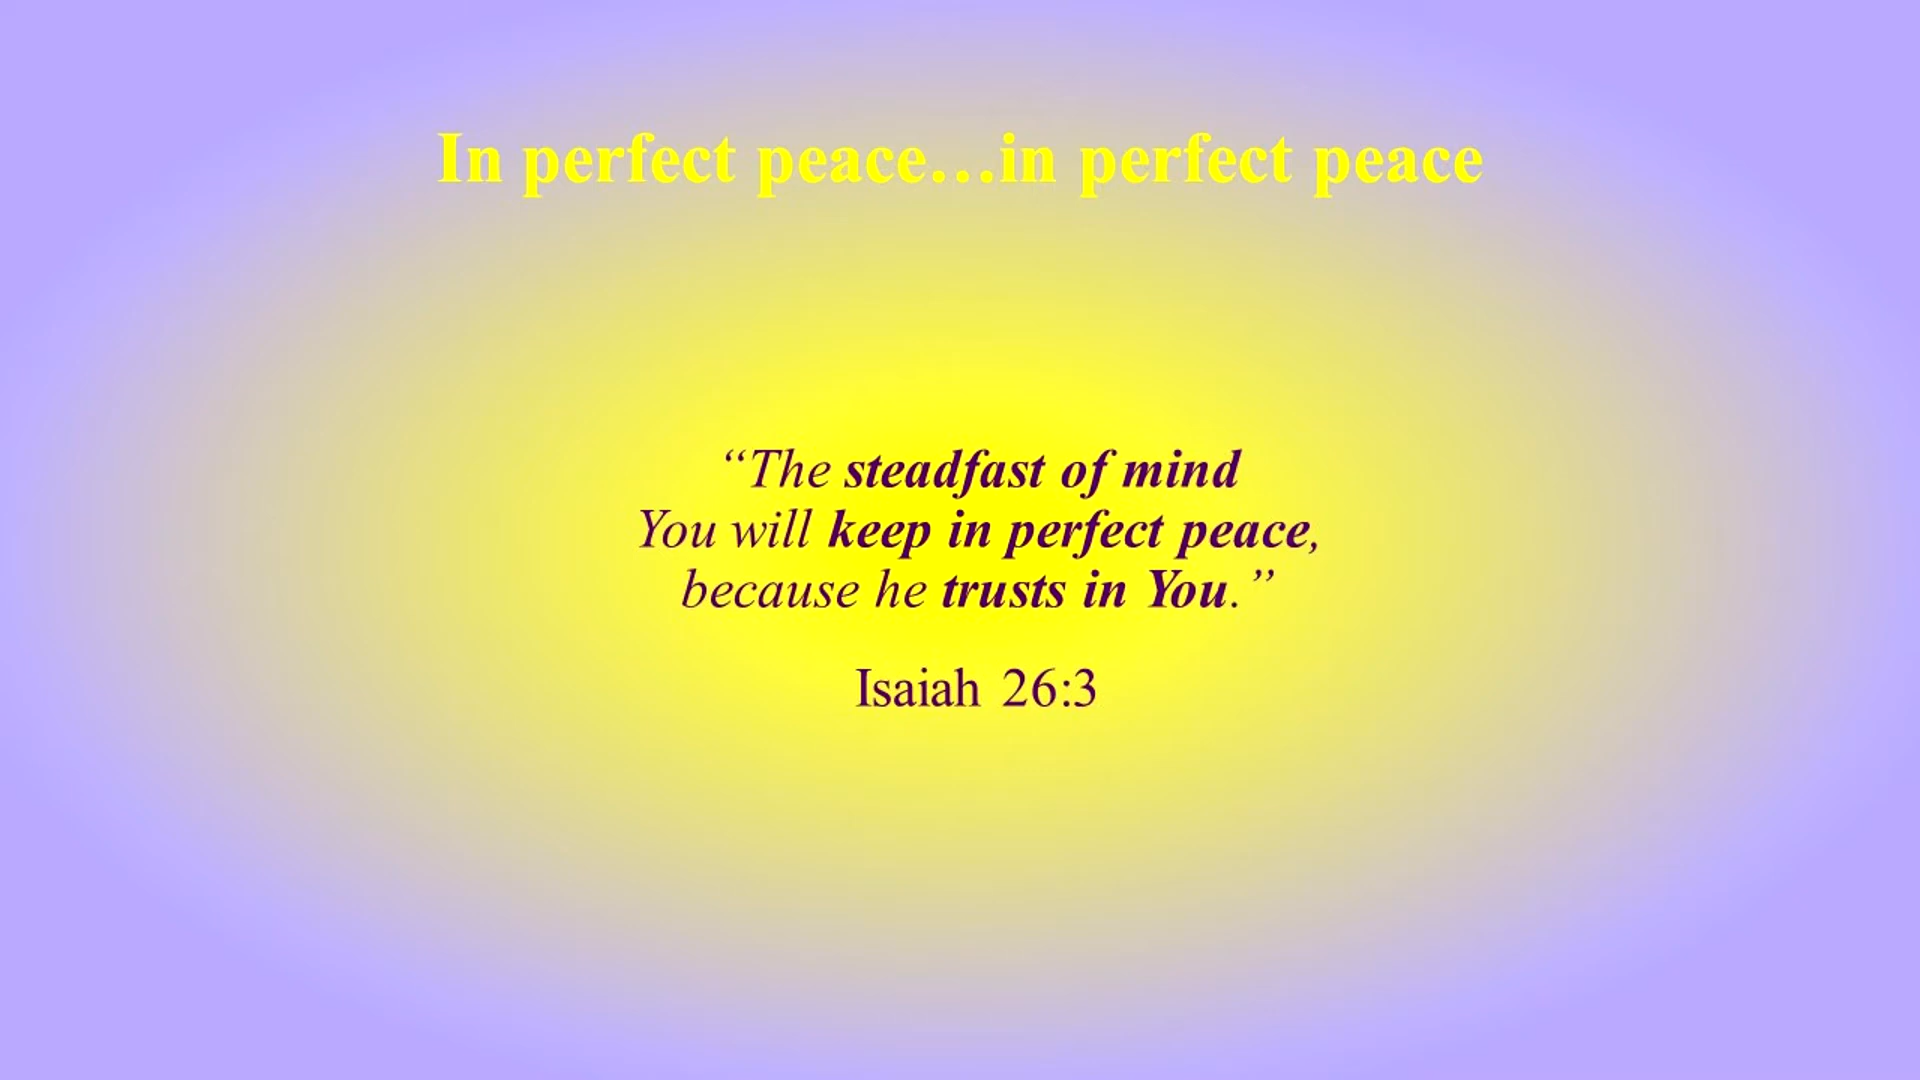 In perfect peace…in perfect peace
“The steadfast of mind
You will keep in perfect peace,
because he trusts in You.”
Isaiah 26:3